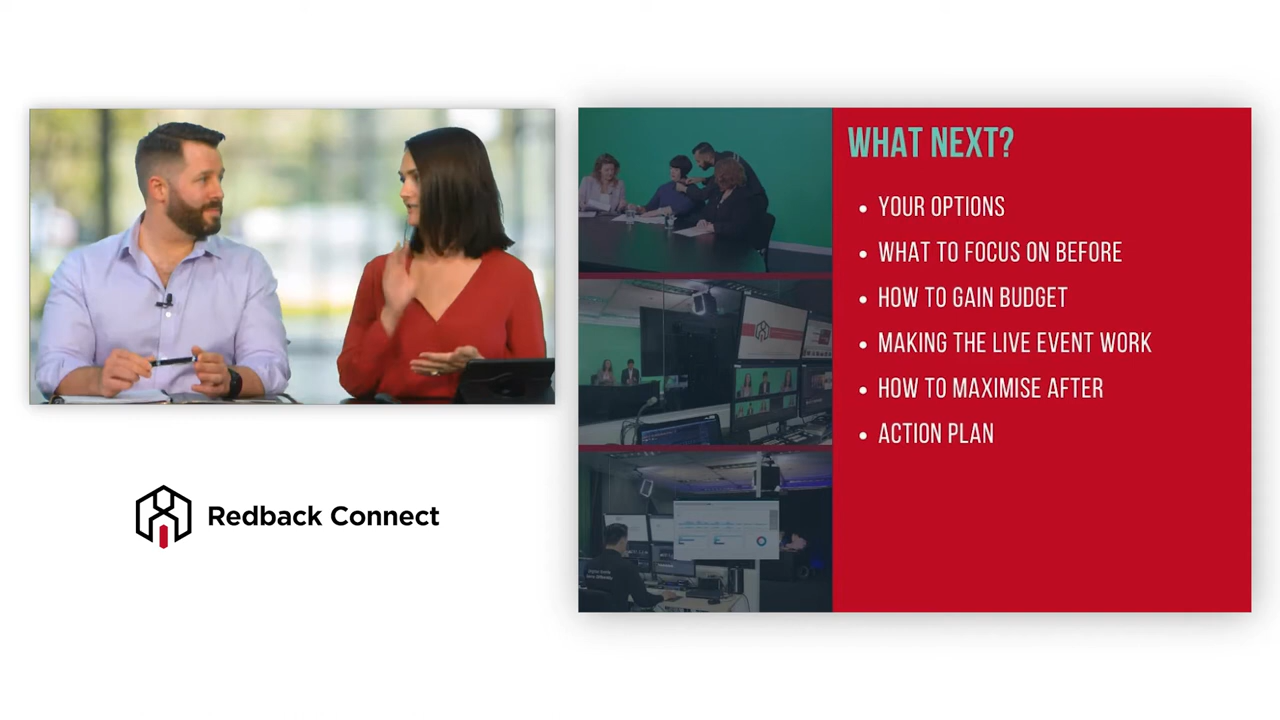 WHAT NEXT?
• YOUR OPTIONS
• WHAT TO FOCUS ON BEFORE
• HOW TO GAIN BUDGET
• MAKING THE LIVE EVENT WORK
• HOW TO MAXIMISE AFTER
• ACTION PLAN
Redback Connect